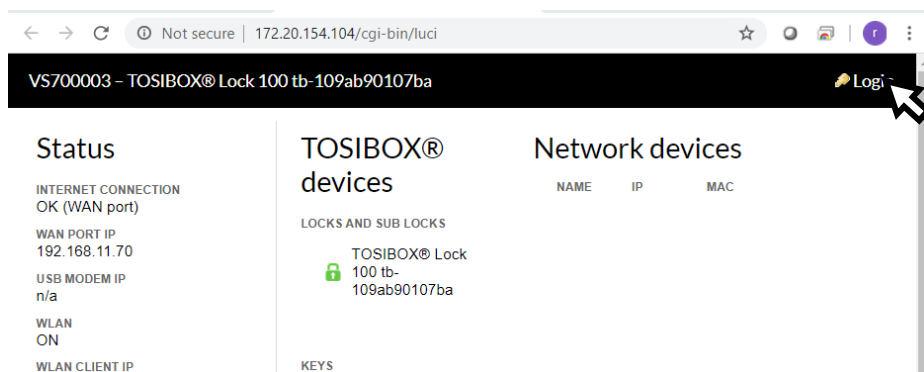 Not secure | 172.20.154.104/cgi-bin/luci
r
VS700003 – TOSIBOX® Lock 100 tb-109ab90107ba
Status
INTERNET CONNECTION
OK (WAN port)
WAN PORT IP
192.168.11.70
USB MODEM IP
n/a
WLAN
ON
WLAN CLIENT IP
TOSIBOX®
devices
LOCKS AND SUB LOCKS
TOSIBOX® Lock
100 tb-
109ab90107ba
KEYS
Network devices
NAME IP MAC